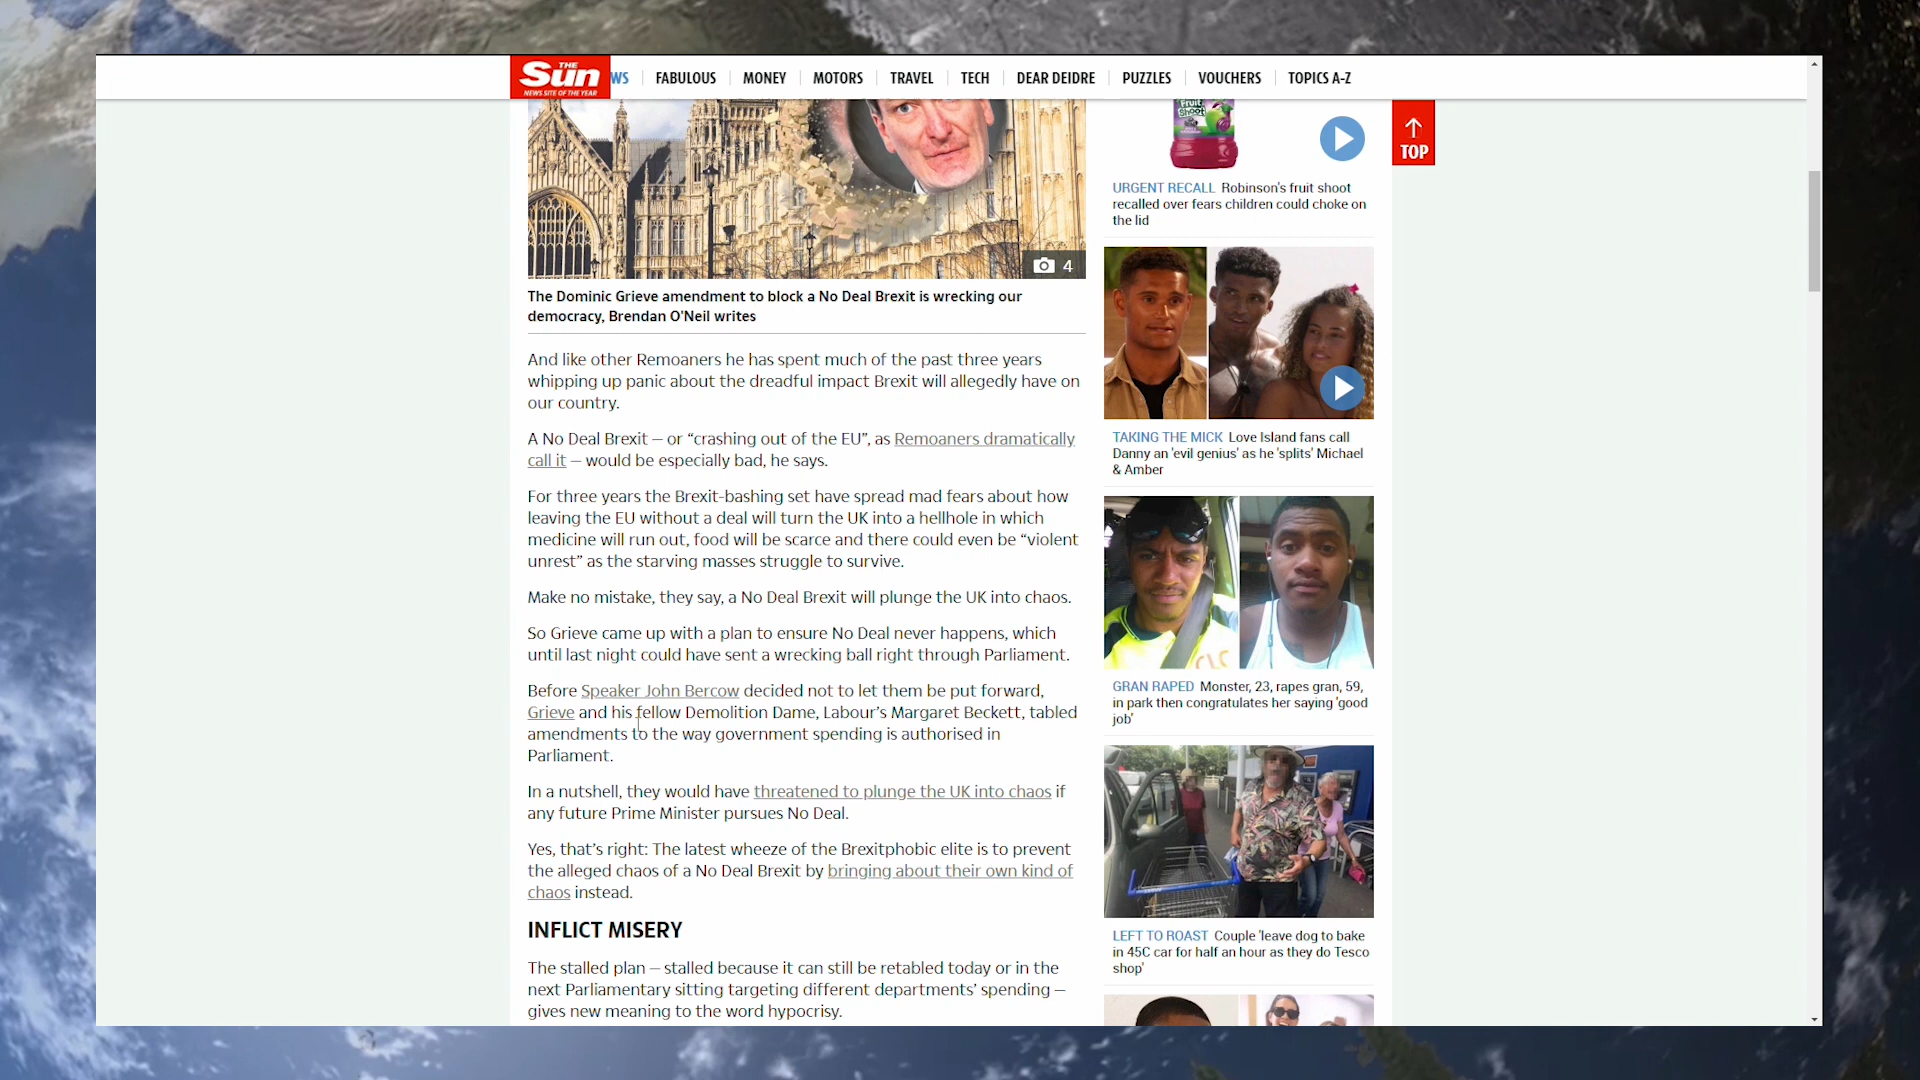 THE
Sun
NEWS SITE OF THE YEAR
WS
FABULOUS
MONEY
MOTORS
TRAVEL
TECH
DEAR DEIDRE
PUZZLES
VOUCHERS
TOPICS A-Z
4
The Dominic Grieve amendment to block a No Deal Brexit is wrecking our
democracy, Brendan O'Neil writes
And like other Remoaners he has spent much of the past three years
whipping up panic about the dreadful impact Brexit will allegedly have on
our country.
A No Deal Brexit – or “crashing out of the EU”, as Remoaners dramatically
call it – would be especially bad, he says.
For three years the Brexit-bashing set have spread mad fears about how
leaving the EU without a deal will turn the UK into a hellhole in which
medicine will run out, food will be scarce and there could even be “violent
unrest” as the starving masses struggle to survive.
Make no mistake, they say, a No Deal Brexit will plunge the UK into chaos.
So Grieve came up with a plan to ensure No Deal never happens, which
until last night could have sent a wrecking ball right through Parliament.
Before Speaker John Bercow decided not to let them be put forward,
Grieve and his fellow Demolition Dame, Labour’s Margaret Beckett, tabled
amendments to the way government spending is authorised in
Parliament.
In a nutshell, they would have threatened to plunge the UK into chaos if
any future Prime Minister pursues No Deal.
Yes, that’s right: The latest wheeze of the Brexitphobic elite is to prevent
the alleged chaos of a No Deal Brexit by bringing about their own kind of
chaos instead.
INFLICT MISERY
The stalled plan – stalled because it can still be retabled today or in the
next Parliamentary sitting targeting different departments’ spending –
gives new meaning to the word hypocrisy.
Fruit
Shoot
URGENT RECALL Robinson's fruit shoot
recalled over fears children could choke on
the lid
TAKING THE MICK Love Island fans call
Danny an 'evil genius' as he 'splits' Michael
& Amber
GRAN RAPED Monster, 23, rapes gran, 59,
in park then congratulates her saying 'good
job'
LEFT TO ROAST Couple 'leave dog to bake
in 45C car for half an hour as they do Tesco
shop'
TOP